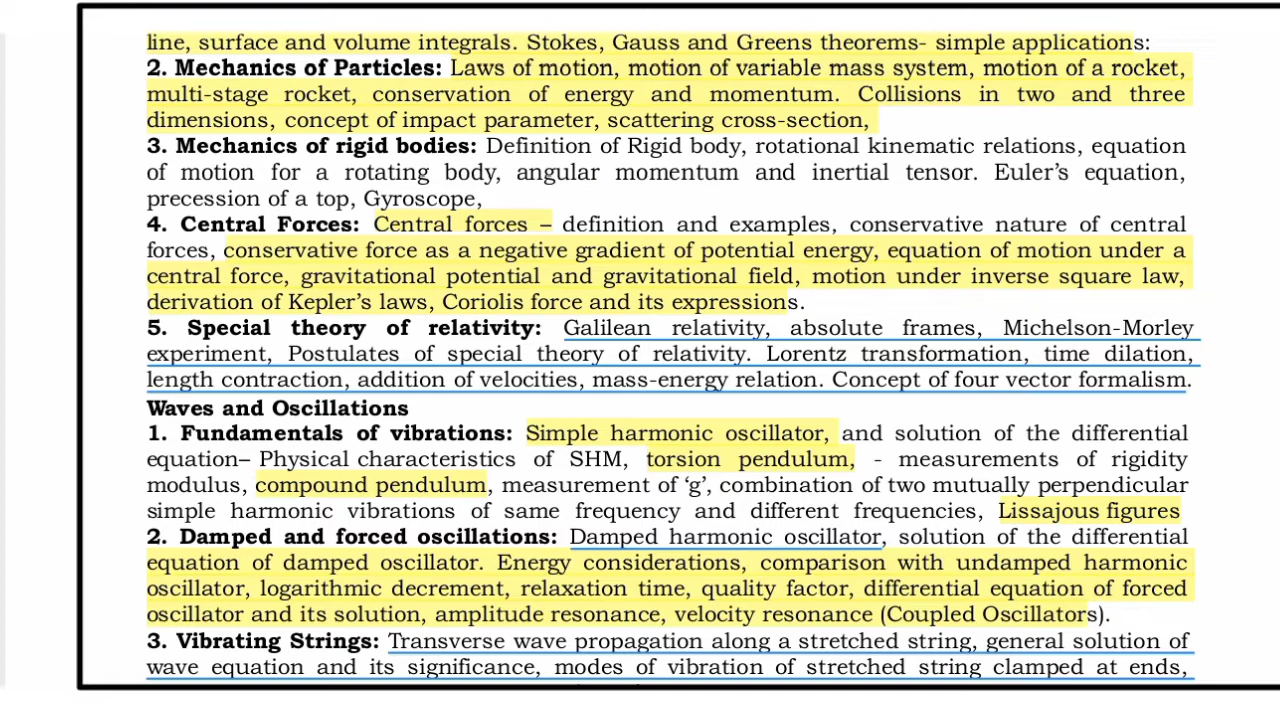 line, surface and volume integrals. Stokes, Gauss and Greens theorems- simple applications:
2. Mechanics of Particles: Laws of motion, motion of variable mass system, motion of a rocket,
multi-stage rocket, conservation of energy and momentum. Collisions in two and three
dimensions, concept of impact parameter, scattering cross-section,
3. Mechanics of rigid bodies: Definition of Rigid body, rotational kinematic relations, equation
of motion for a rotating body, angular momentum and inertial tensor. Euler’s equation,
precession of a top, Gyroscope,
4. Central Forces: Central forces – definition and examples, conservative nature of central
forces, conservative force as a negative gradient of potential energy, equation of motion under a
central force, gravitational potential and gravitational field, motion under inverse square law,
derivation of Kepler’s laws, Coriolis force and its expressions.
5. Special theory of relativity: Galilean relativity, absolute frames, Michelson-Morley
experiment, Postulates of special theory of relativity. Lorentz transformation, time dilation,
length contraction, addition of velocities, mass-energy relation. Concept of four vector formalism.
Waves and Oscillations
1. Fundamentals of vibrations: Simple harmonic oscillator, and solution of the differential
equation– Physical characteristics of SHM, torsion pendulum, - measurements of rigidity
modulus, compound pendulum, measurement of ‘g’, combination of two mutually perpendicular
simple harmonic vibrations of same frequency and different frequencies, Lissajous figures
2. Damped and forced oscillations: Damped harmonic oscillator, solution of the differential
equation of damped oscillator. Energy considerations, comparison with undamped harmonic
oscillator, logarithmic decrement, relaxation time, quality factor, differential equation of forced
oscillator and its solution, amplitude resonance, velocity resonance (Coupled Oscillators).
3. Vibrating Strings: Transverse wave propagation along a stretched string, general solution of
wave equation and its significance, modes of vibration of stretched string clamped at ends,